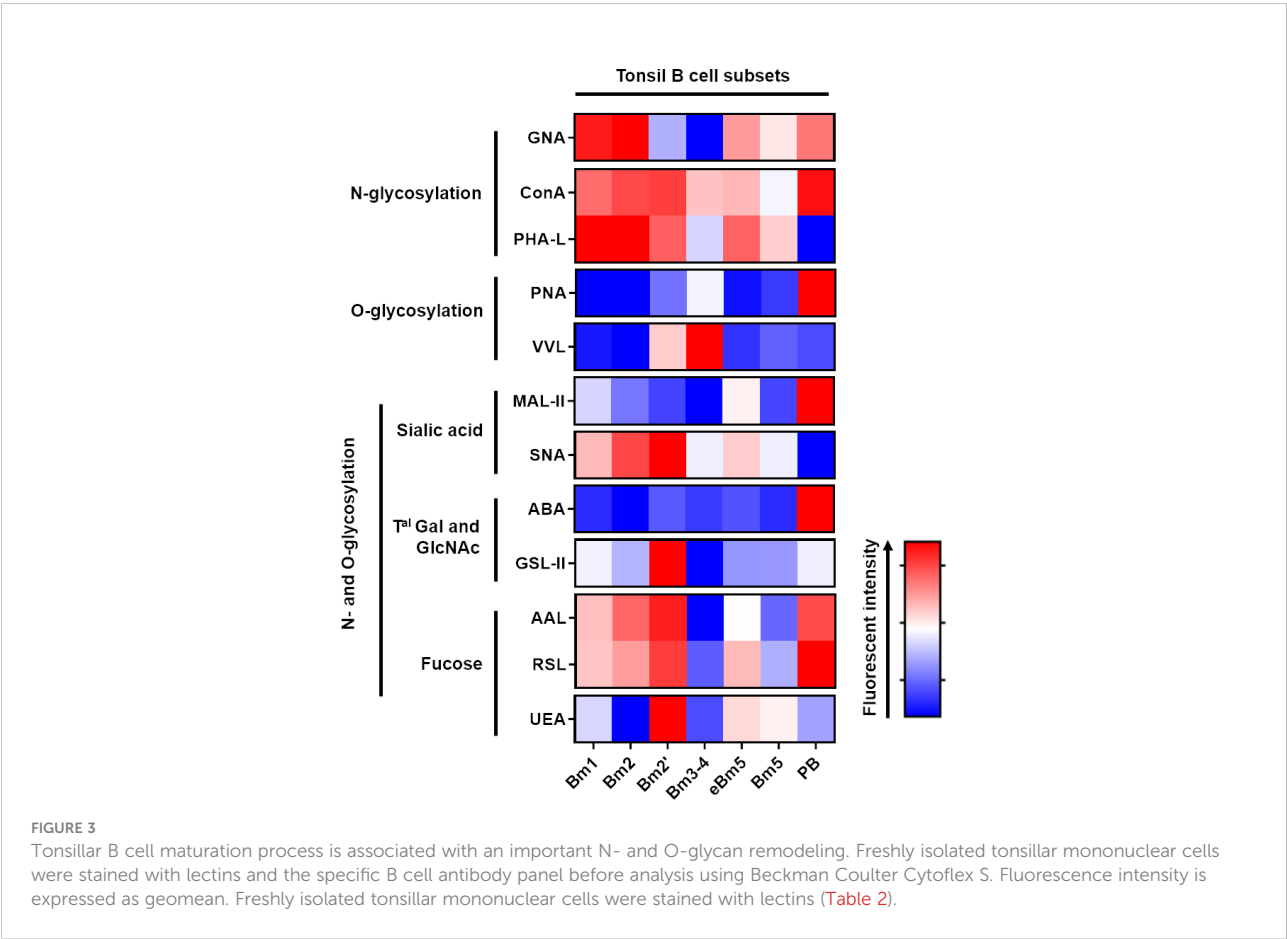 Tonsil B cell subsets
GNA
N-glycosylation
ConA
PHA-L
O-glycosylation
PNA
VVL
N- and O-glycosylation
Sialic acid
MAL-II
SNA
Tal Gal and
GlcNAc
ABA
GSL-II
Fucose
AAL
RSL
UEA
Bm1
Bm2
Bm2'
Bm3-4
eBm5
Bm5
PB
Fluorescent intensity
FIGURE 3
Tonsillar B cell maturation process is associated with an important N- and O-glycan remodeling. Freshly isolated tonsillar mononuclear cells
were stained with lectins and the specific B cell antibody panel before analysis using Beckman Coulter Cytoflex S. Fluorescence intensity is
expressed as geomean. Freshly isolated tonsillar mononuclear cells were stained with lectins (Table 2).